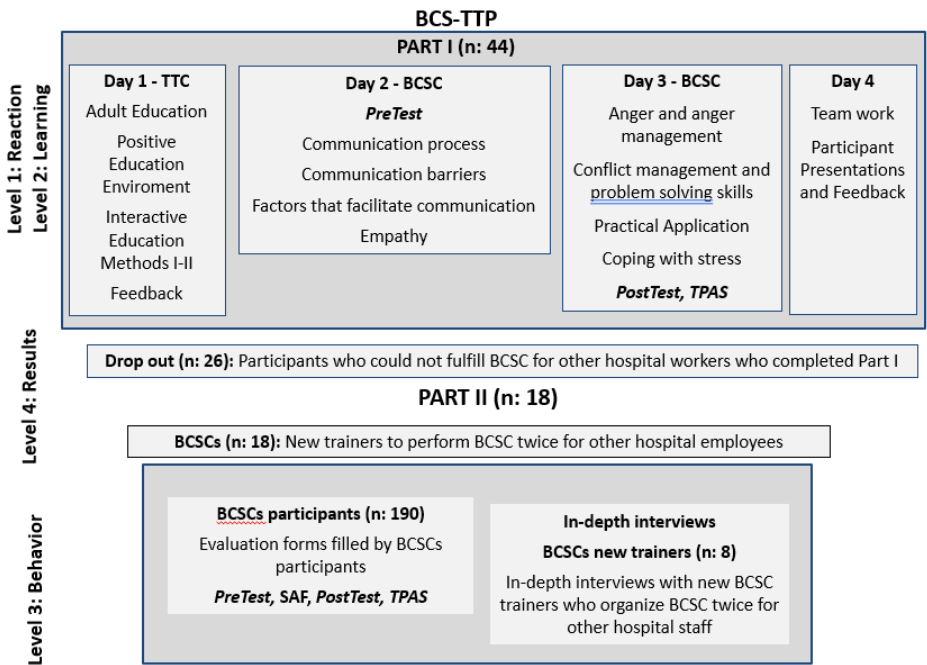 BCS-TTP
PART I (n: 44)
Level 1: Reaction
Level 2: Learning
Day 1 - TTC
Adult Education
Positive
Education
Enviroment
Interactive
Education
Methods I-II
Feedback
Day 2 - BCSC
PreTest
Communication process
Communication barriers
Factors that facilitate communication
Empathy
Day 3 - BCSC
Anger and anger
management
Conflict management and
problem solving skills
Practical Application
Coping with stress
PostTest, TPAS
Day 4
Team work
Participant
Presentations
and Feedback
Level 4: Results
Drop out (n: 26): Participants who could not fulfill BCSC for other hospital workers who completed Part I
PART II (n: 18)
BCSCs (n: 18): New trainers to perform BCSC twice for other hospital employees
Level 3: Behavior
BCSCs participants (n: 190)
Evaluation forms filled by BCSCs
participants
PreTest, SAF, PostTest, TPAS
In-depth interviews
BCSCs new trainers (n: 8)
In-depth interviews with new BCSC
trainers who organize BCSC twice for
other hospital staff